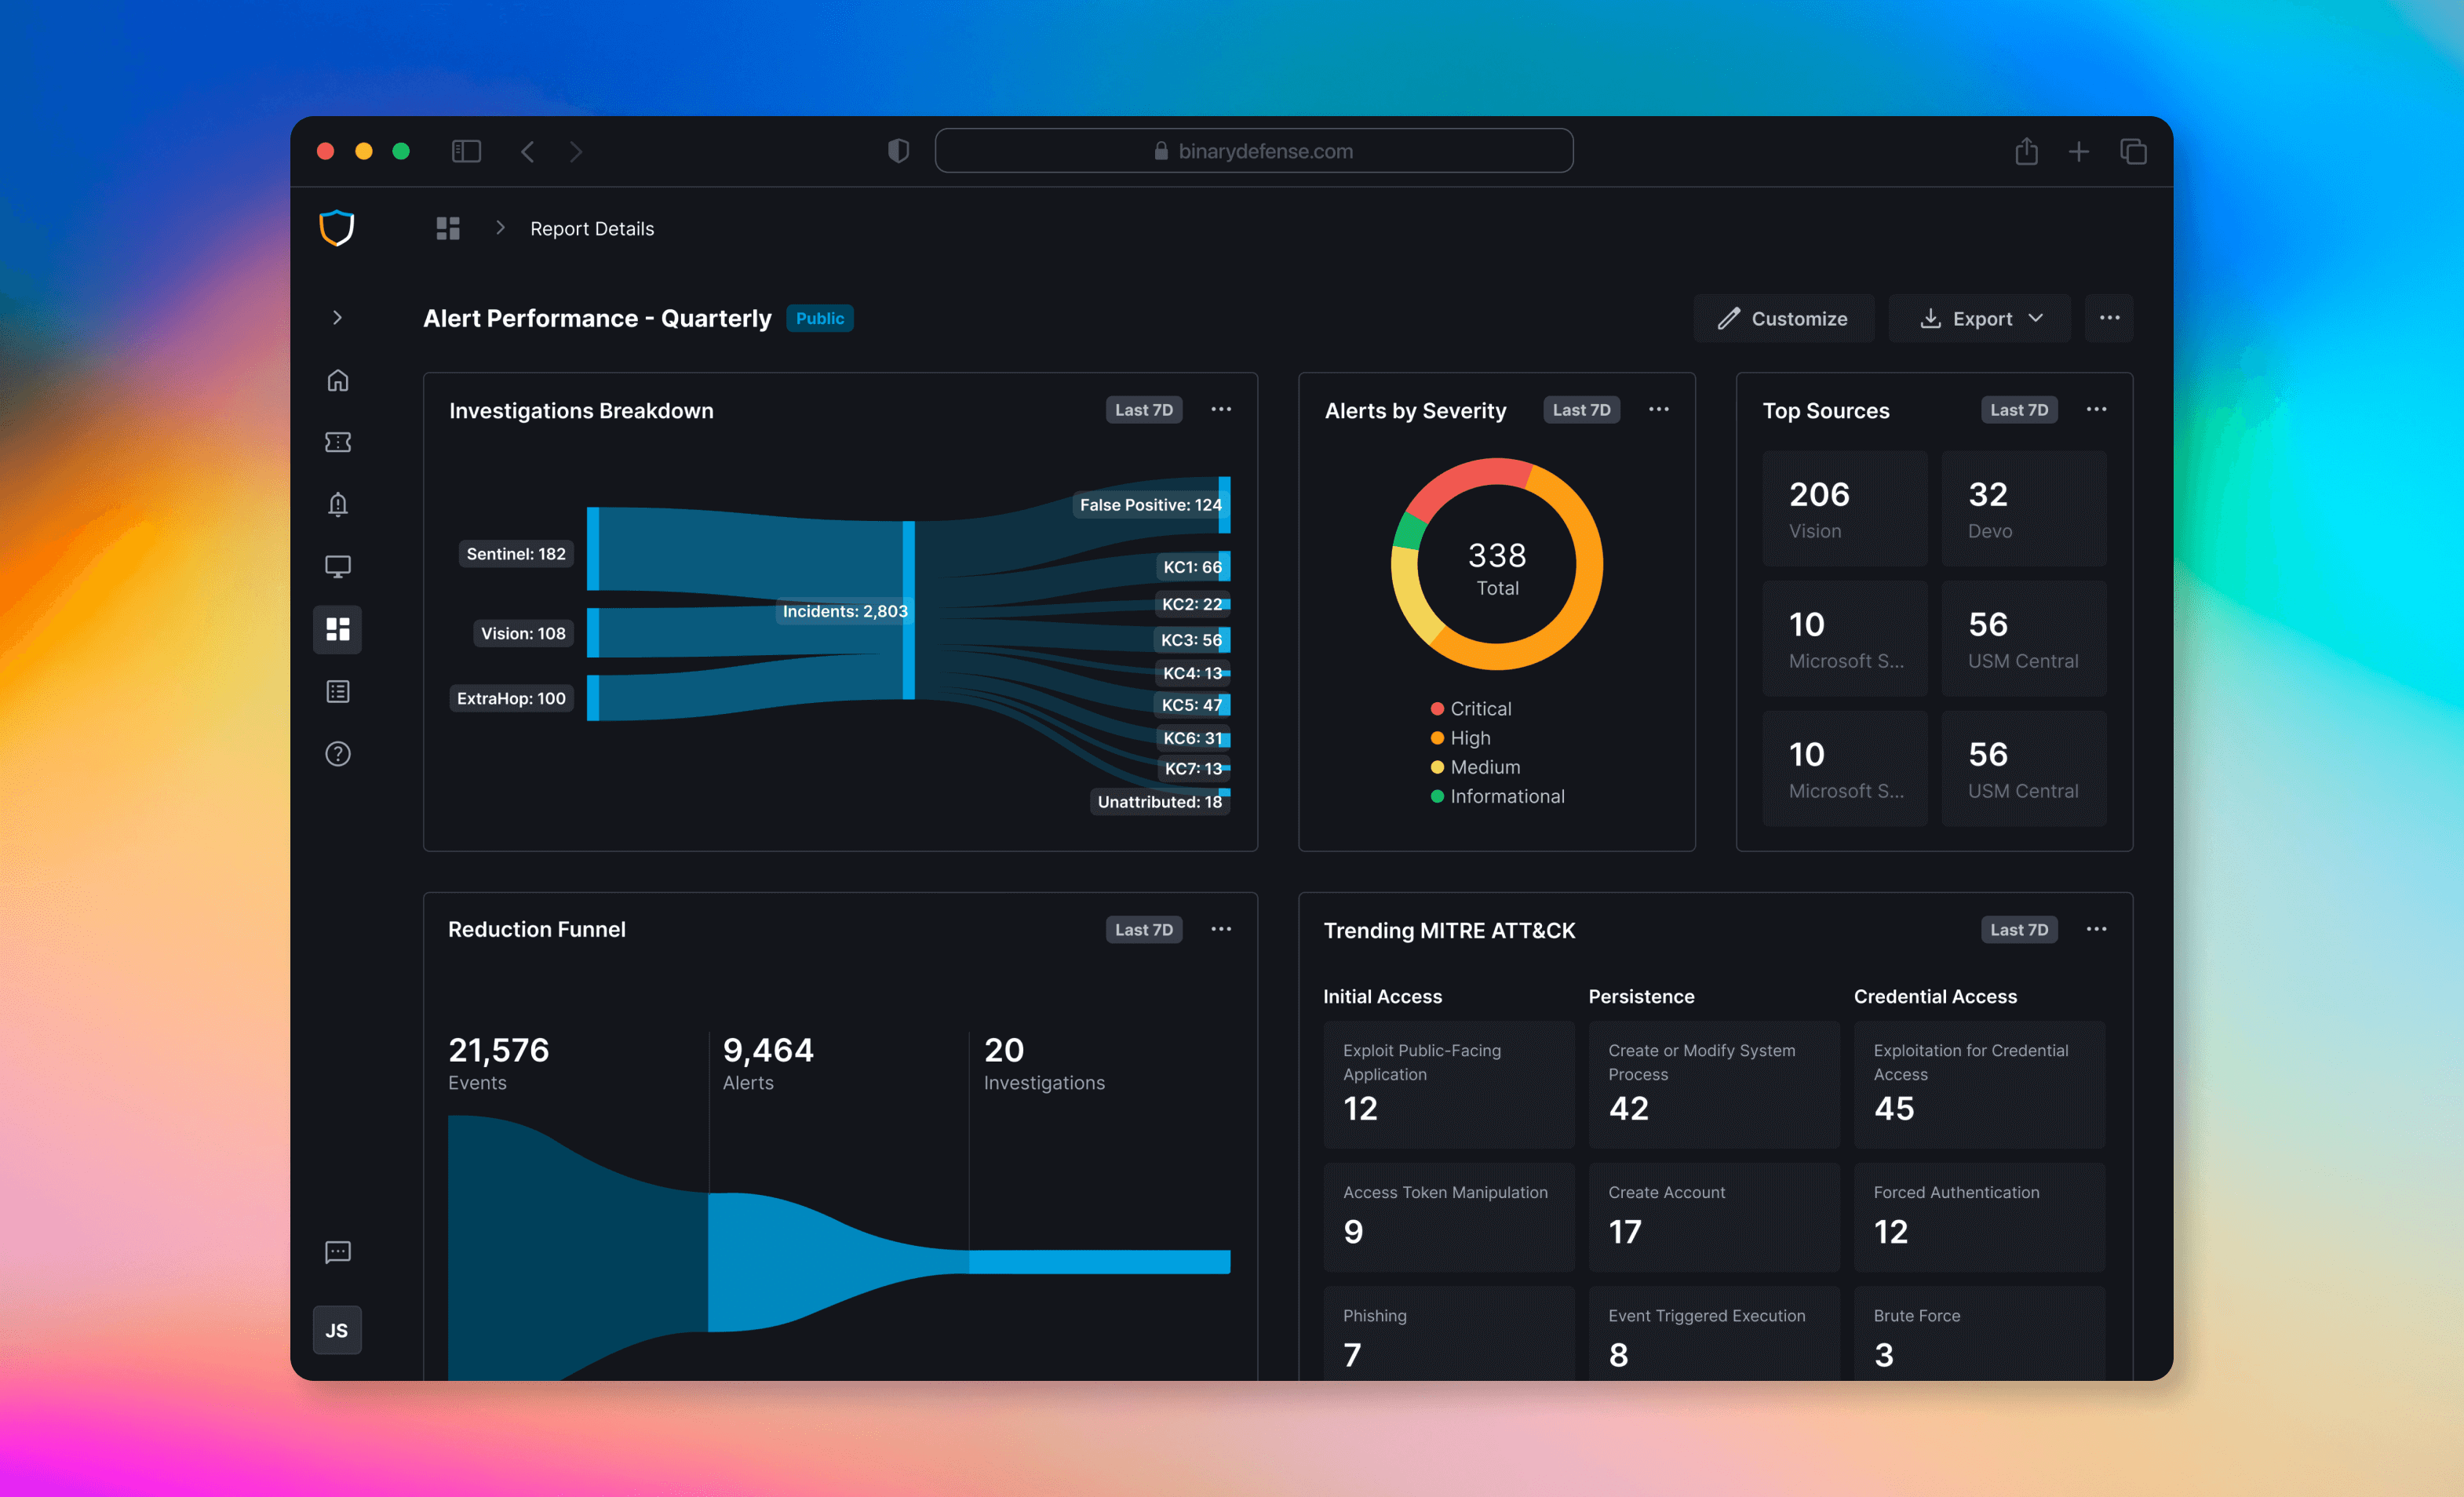 binarydefense.com
Report Details
Alert Performance - Quarterly
Public
Customize
Export
Investigations Breakdown
Last 7D
Sentinel: 182
Vision: 108
ExtraHop: 100
Incidents: 2,803
False Positive: 124
KC1: 66
KC2: 22
KC3: 56
KC4: 13
KC5: 47
KC6: 31
KC7: 13
Unattributed: 18
Alerts by Severity
Last 7D
338
Total
Critical
High
Medium
Informational
Top Sources
Last 7D
206
Vision
32
Devo
10
Microsoft S...
56
USM Central
10
Microsoft S...
56
USM Central
Reduction Funnel
Last 7D
21,576
Events
9,464
Alerts
20
Investigations
Trending MITRE ATT&CK
Last 7D
Initial Access
Exploit Public-Facing
Application
12
Access Token Manipulation
9
Phishing
7
Persistence
Create or Modify System
Process
42
Create Account
17
Event Triggered Execution
8
Credential Access
Exploitation for Credential
Access
45
Forced Authentication
12
Brute Force
3
JS